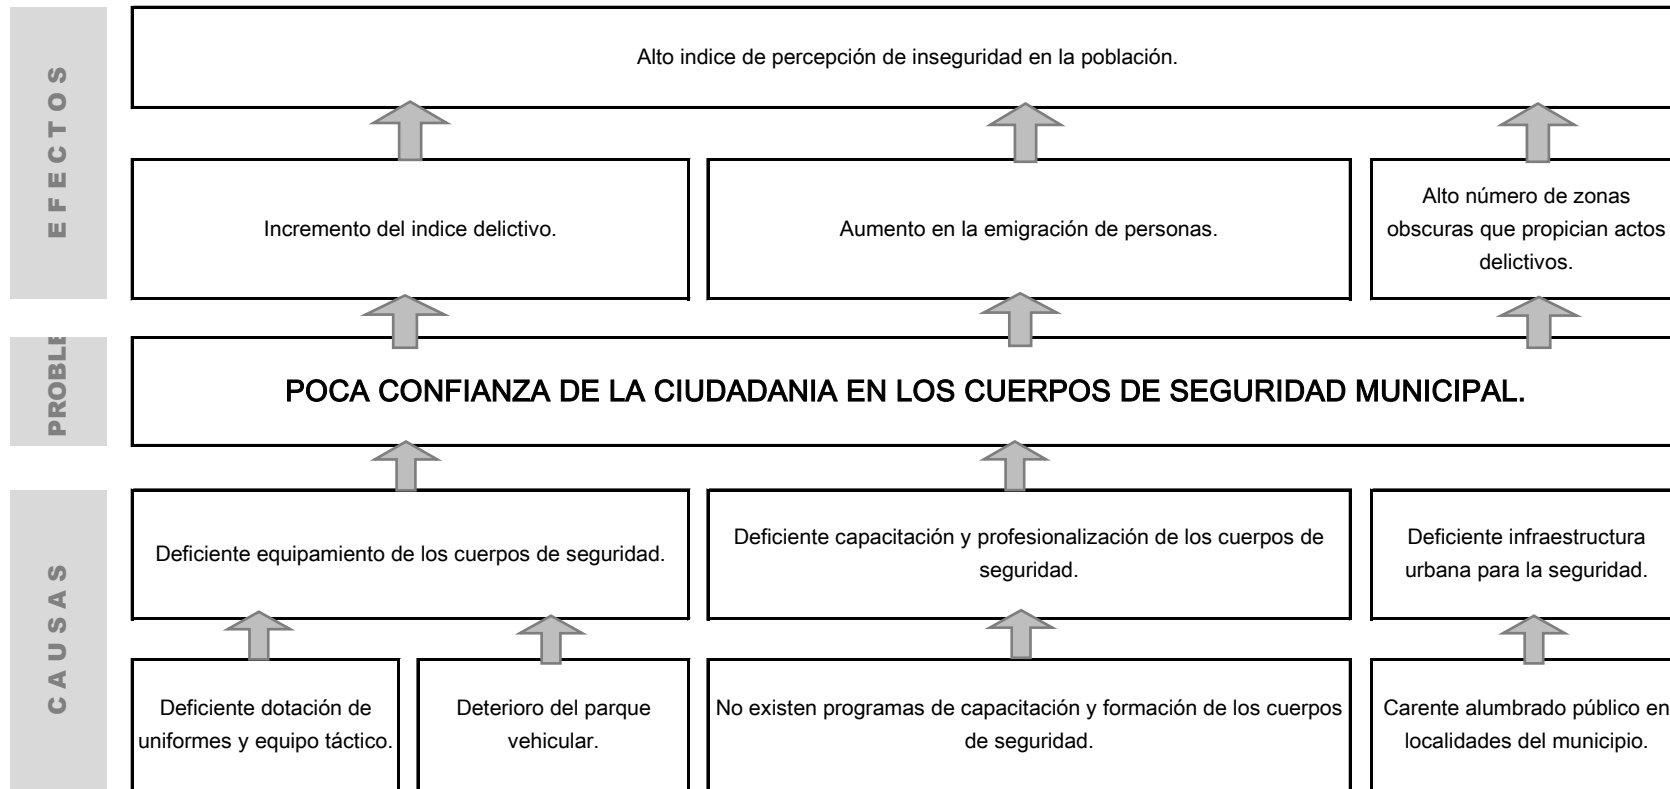 EFECTOS
Alto indice de percepción de inseguridad en la población.
Incremento del indice delictivo.
Aumento en la emigración de personas.
Alto número de zonas
obscuras que propician actos
delictivos.
PROBLE
POCA CONFIANZA DE LA CIUDADANIA EN LOS CUERPOS DE SEGURIDAD MUNICIPAL.
CAUSAS
Deficiente equipamiento de los cuerpos de seguridad.
Deficiente capacitación y profesionalización de los cuerpos de
seguridad.
Deficiente infraestructura
urbana para la seguridad.
Deficiente dotación de
uniformes y equipo táctico.
Deterioro del parque
vehicular.
No existen programas de capacitación y formación de los cuerpos
de seguridad.
Carente alumbrado público en
localidades del municipio.